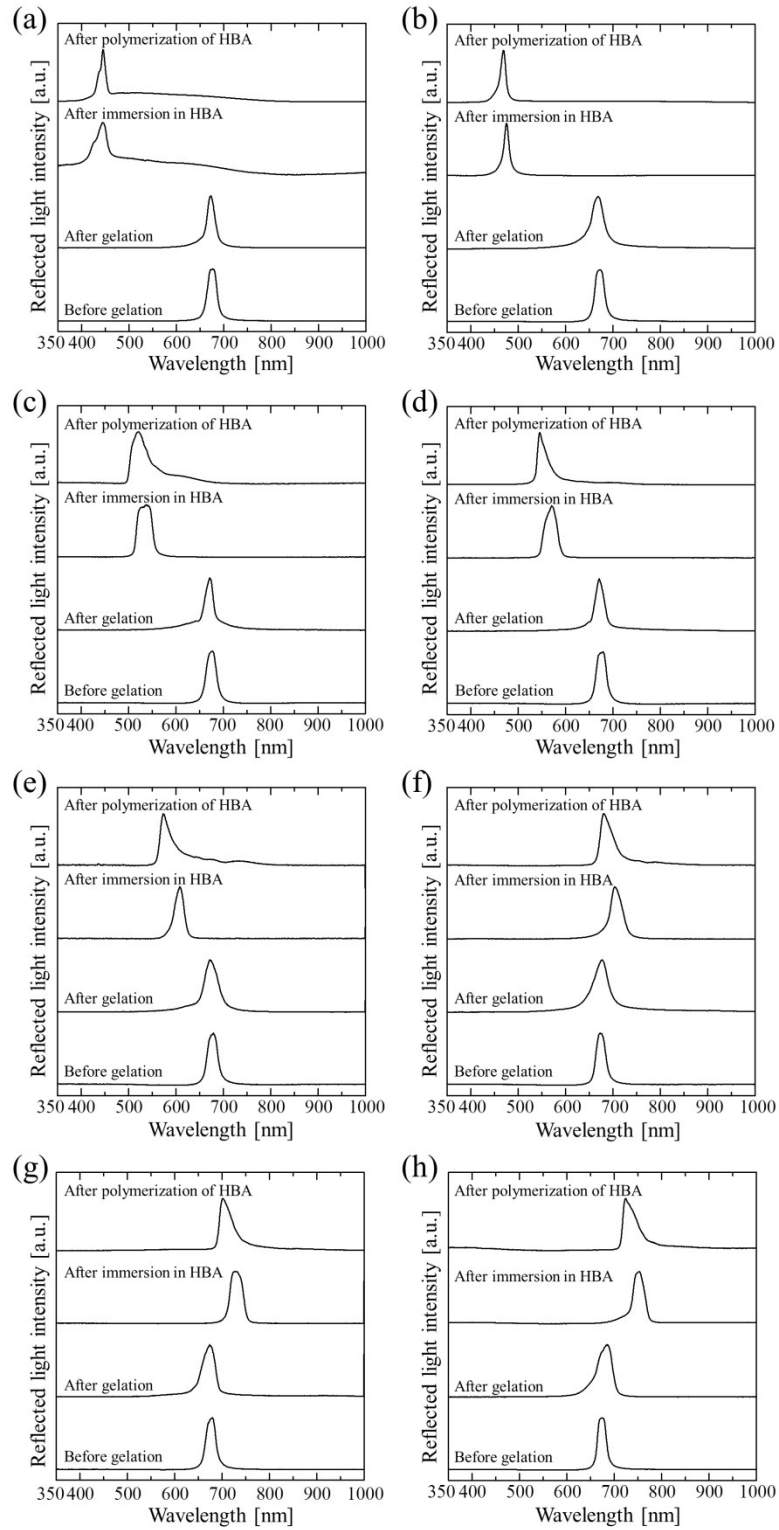 (a)
After polymerization of HBA
After immersion in HBA
After gelation
Before gelation
Reflected light intensity [a.u.]
350 400 500 600 700 800 900 1000
Wavelength [nm]
(b)
After polymerization of HBA
After immersion in HBA
After gelation
Before gelation
Reflected light intensity [a.u.]
350 400 500 600 700 800 900 1000
Wavelength [nm]
(c)
After polymerization of HBA
After immersion in HBA
After gelation
Before gelation
Reflected light intensity [a.u.]
350 400 500 600 700 800 900 1000
Wavelength [nm]
(d)
After polymerization of HBA
After immersion in HBA
After gelation
Before gelation
Reflected light intensity [a.u.]
350 400 500 600 700 800 900 1000
Wavelength [nm]
(e)
After polymerization of HBA
After immersion in HBA
After gelation
Before gelation
Reflected light intensity [a.u.]
350 400 500 600 700 800 900 1000
Wavelength [nm]
(f)
After polymerization of HBA
After immersion in HBA
After gelation
Before gelation
Reflected light intensity [a.u.]
350 400 500 600 700 800 900 1000
Wavelength [nm]
(g)
After polymerization of HBA
After immersion in HBA
After gelation
Before gelation
Reflected light intensity [a.u.]
350 400 500 600 700 800 900 1000
Wavelength [nm]
(h)
After polymerization of HBA
After immersion in HBA
After gelation
Before gelation
Reflected light intensity [a.u.]
350 400 500 600 700 800 900 1000
Wavelength [nm]